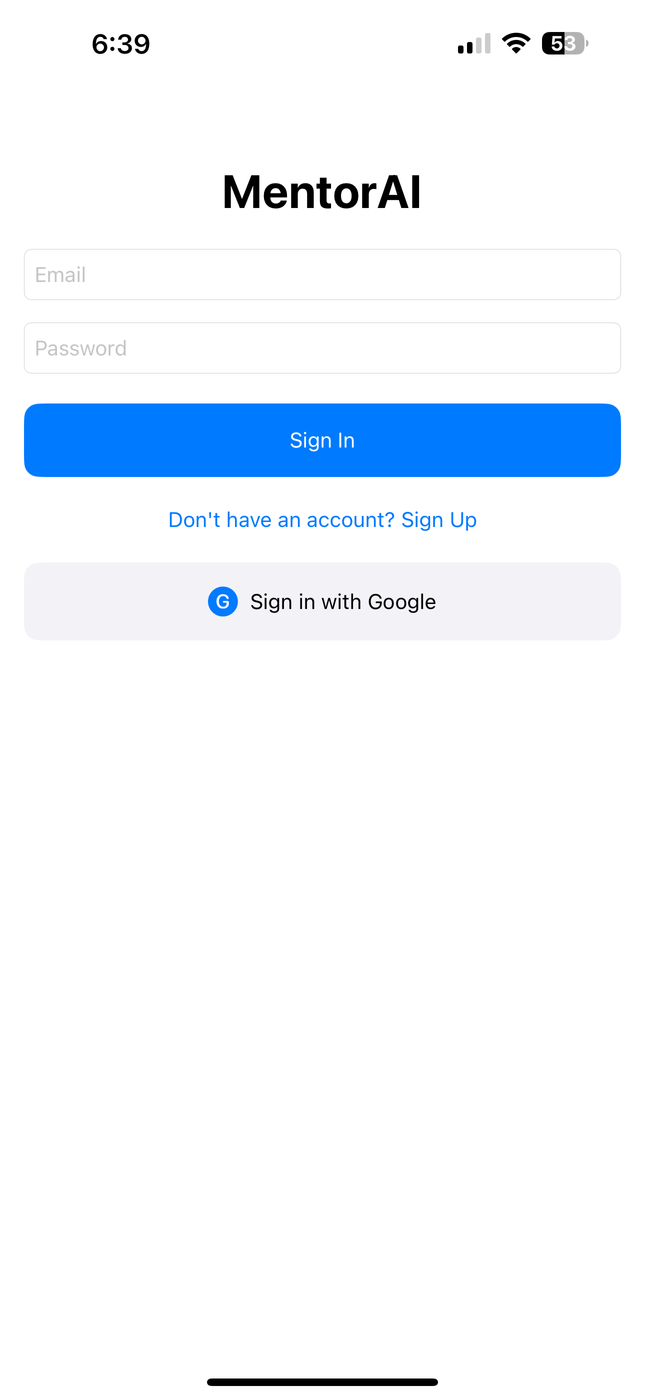 6:39
53
MentorAI
Email
Password
Sign In
Don't have an account? Sign Up
G Sign in with Google